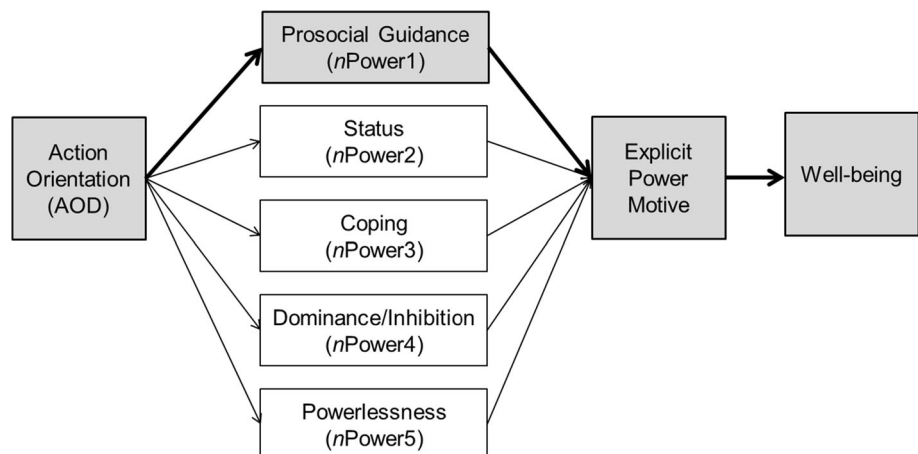 Prosocial Guidance
(nPower1)
Status
(nPower2)
Action
Orientation
(AOD)
Coping
(nPower3)
Dominance/Inhibition
(nPower4)
Powerlessness
(nPower5)
Explicit
Power
Motive
Well-being